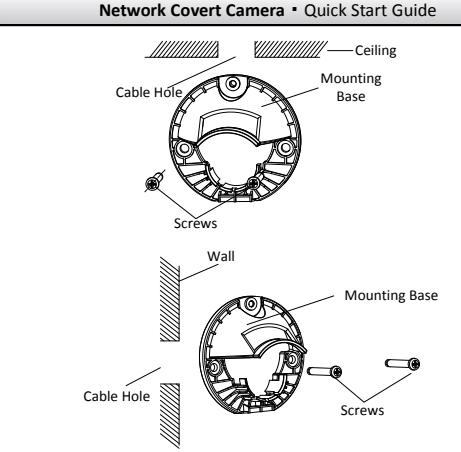 Network Covert Camera · Quick Start Guide
Ceiling
Cable Hole
Mounting
Base
Screws
Wall
Mounting Base
Cable Hole
Screws